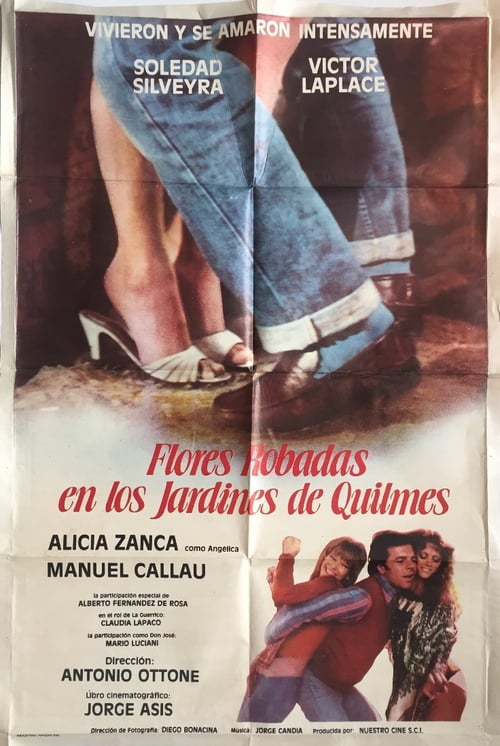 VIVIERON Y SE AMARON INTENSAMENTE
SOLEDAD
SILVEYRA
VICTOR
LAPLACE
Flores Robadas
en los Jardines de Quilmes
ALICIA ZANCA como Angélica
MANUEL CALLAU
la participación especial de
ALBERTO FERNANDEZ DE ROSA
en el rol de La Guerrico:
CLAUDIA LAPACO
la participación como Don José:
MARIO LUCIANI
Dirección:
ANTONIO OTTONE
Libro cinematográfico:
JORGE ASIS
Dirección de Fotografía: DIEGO BONACINA Música: JORGE CANDIA Producida por: NUESTRO CINE S.C.I.